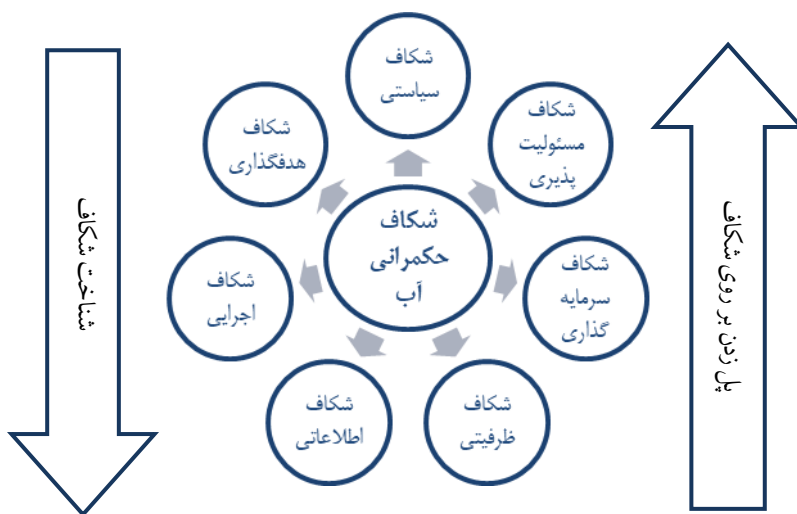 شکاف
سیاستی
شکاف
مسئولیت
پذیری
شکاف
سرمایه
گذاری
شکاف
ظرفیتی
شکاف
اطلاعاتی
شکاف
اجرایی
شکاف
هدفگذاری
شکاف
حکمرانی
آب
پل زدن بر روی شکاف
شناخت شکاف